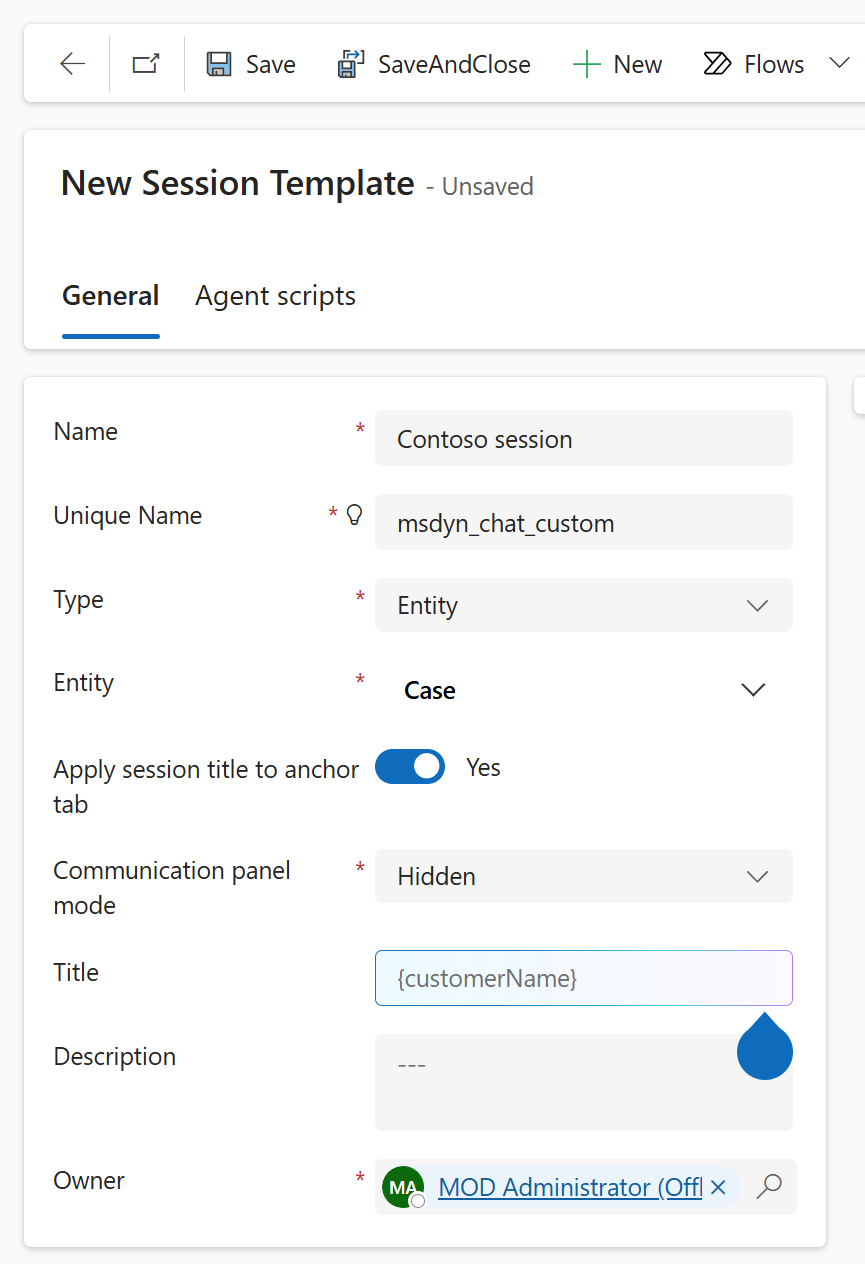 Save SaveAndClose New Flows
New Session Template - Unsaved
General Agent scripts
Name * Contoso session
Unique Name * msdyn_chat_custom
Type * Entity
Entity * Case
Apply session title to anchor
tab
Yes
Communication panel
mode
* Hidden
Title {customerName}
Description ---
Owner * MA MOD Administrator (Offl